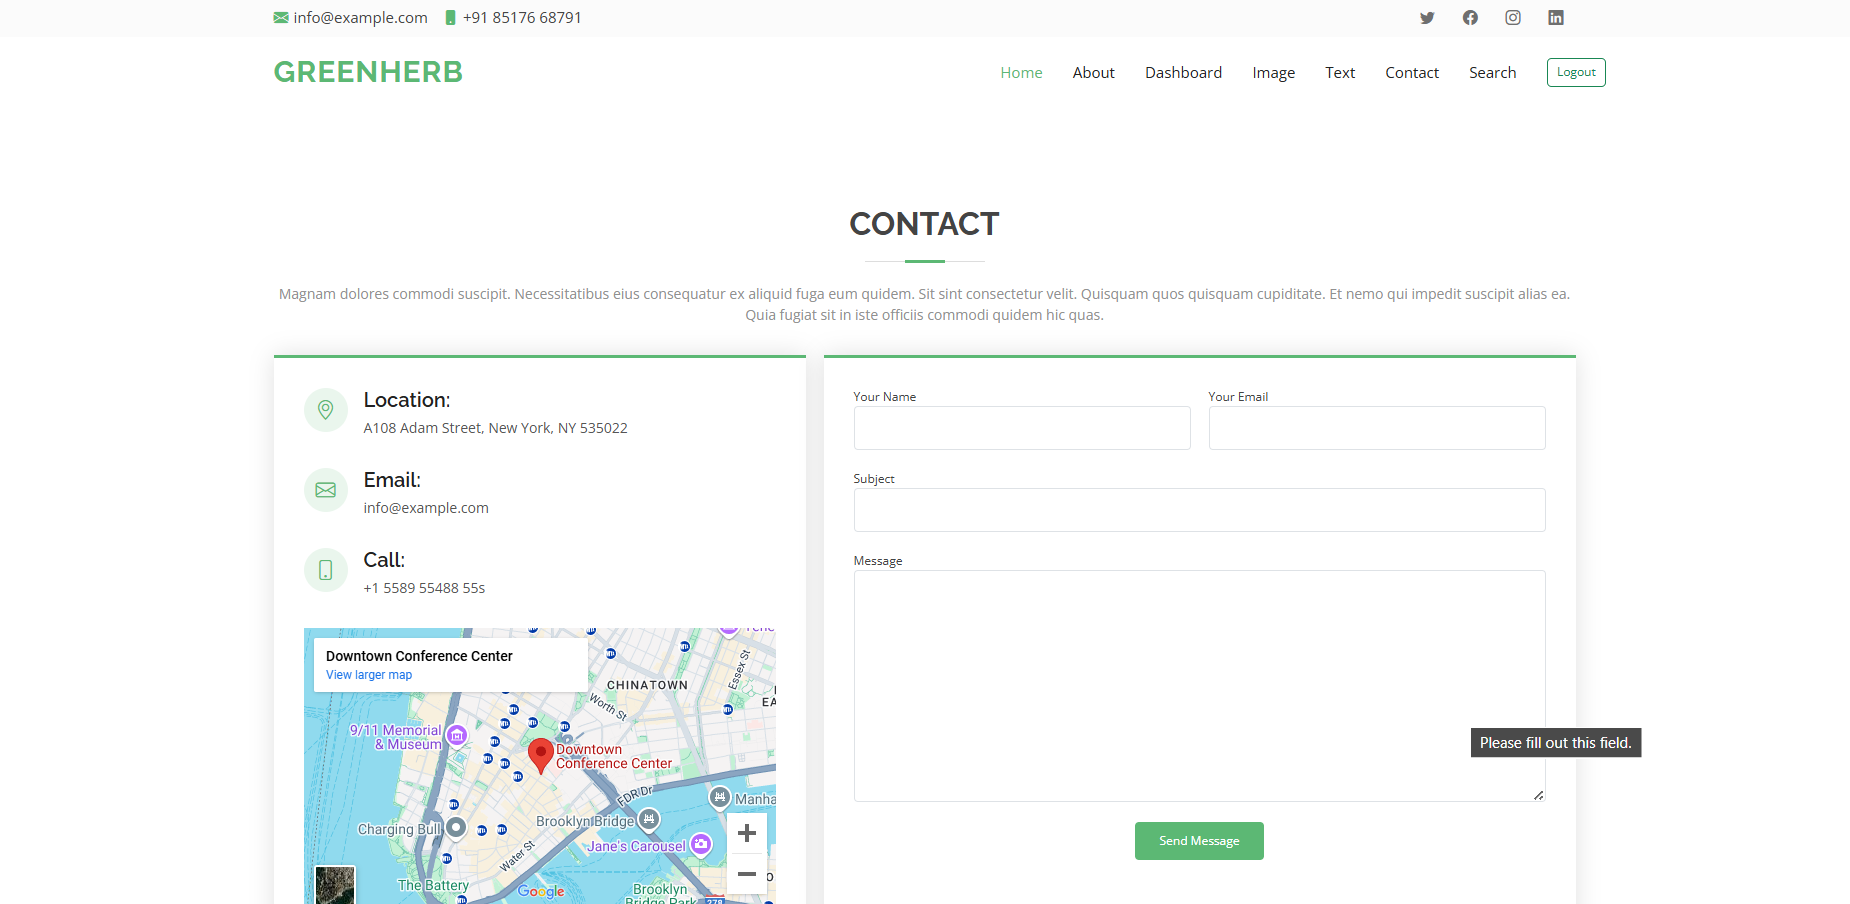 info@example.com +91 85176 68791
GREENHERB
Home About Dashboard Image Text Contact Search Logout
CONTACT
Magnam dolores commodi suscipit. Necessitatibus eius consequatur ex aliquid fuga eum quidem. Sit sint consectetur velit. Quisquam quos quisquam cupiditate. Et nemo qui impedit suscipit alias ea.
Quia fugiat sit in iste officiis commodi quidem hic quas.
Location:
A108 Adam Street, New York, NY 535022
Email:
info@example.com
Call:
+1 5589 55488 55s
Downtown Conference Center
View larger map
CHINATOWN
Essex St
Worth St
9/11 Memorial
& Museum
Downtown
Conference Center
FDR Dr
Manha
Brooklyn Bridge
Charging Bull
Jane's Carousel
Water St
The Battery
Google
Brooklyn
Bridge Park
278
Your Name
Your Email
Subject
Message
Please fill out this field.
Send Message